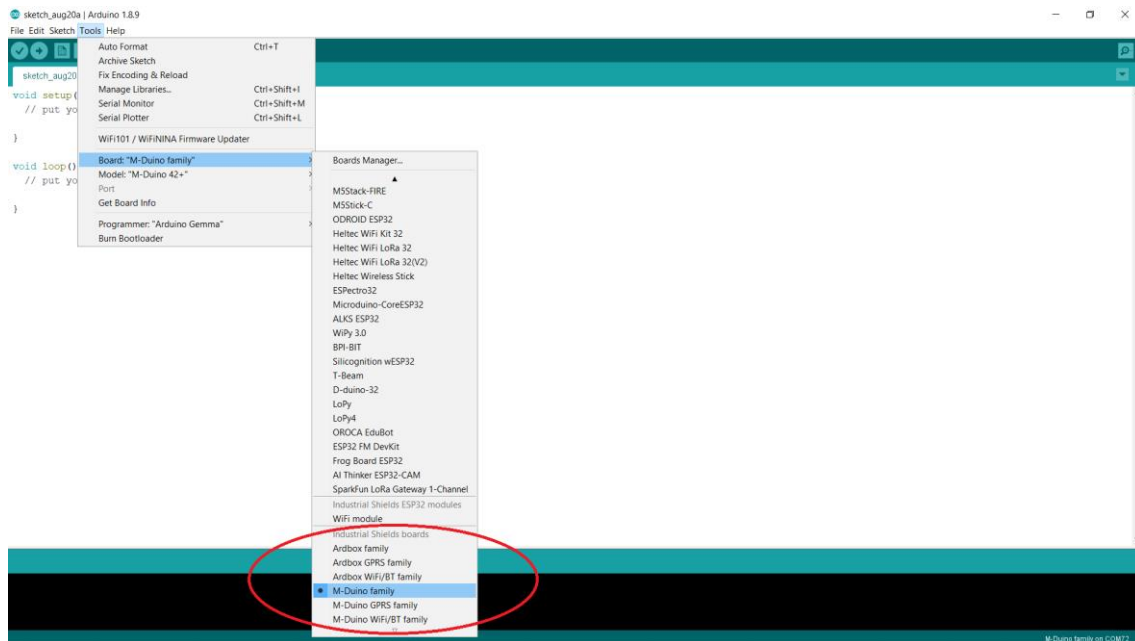 sketch_aug20a | Arduino 1.8.9
File Edit Sketch Tools Help
sketch_aug20
void setup(
// put yo
}
void loop()
// put yo
}
Auto Format Ctrl+T
Archive Sketch
Fix Encoding & Reload
Manage Libraries... Ctrl+Shift+I
Serial Monitor Ctrl+Shift+M
Serial Plotter Ctrl+Shift+L
WiFi101 / WiFiNINA Firmware Updater
Board: "M-Duino family"
Model: "M-Duino 42+"
Port
Get Board Info
Programmer: "Arduino Gemma"
Burn Bootloader
Boards Manager...
M5Stack-FIRE
M5Stick-C
ODROID ESP32
Heltec WiFi Kit 32
Heltec WiFi LoRa 32
Heltec WiFi LoRa 32(V2)
Heltec Wireless Stick
ESPectro32
Microduino-CoreESP32
ALKS ESP32
WiPy 3.0
BPI-BIT
Silicognition wESP32
T-Beam
D-duino-32
LoPy
LoPy4
OROCA EduBot
ESP32 FM DevKit
Frog Board ESP32
AI Thinker ESP32-CAM
SparkFun LoRa Gateway 1-Channel
Industrial Shields ESP32 modules
WiFi module
Industrial Shields boards
Ardbox family
Ardbox GPRS family
Ardbox WiFi/BT family
M-Duino family
M-Duino GPRS family
M-Duino WiFi/BT family
M-Duino family on COM72